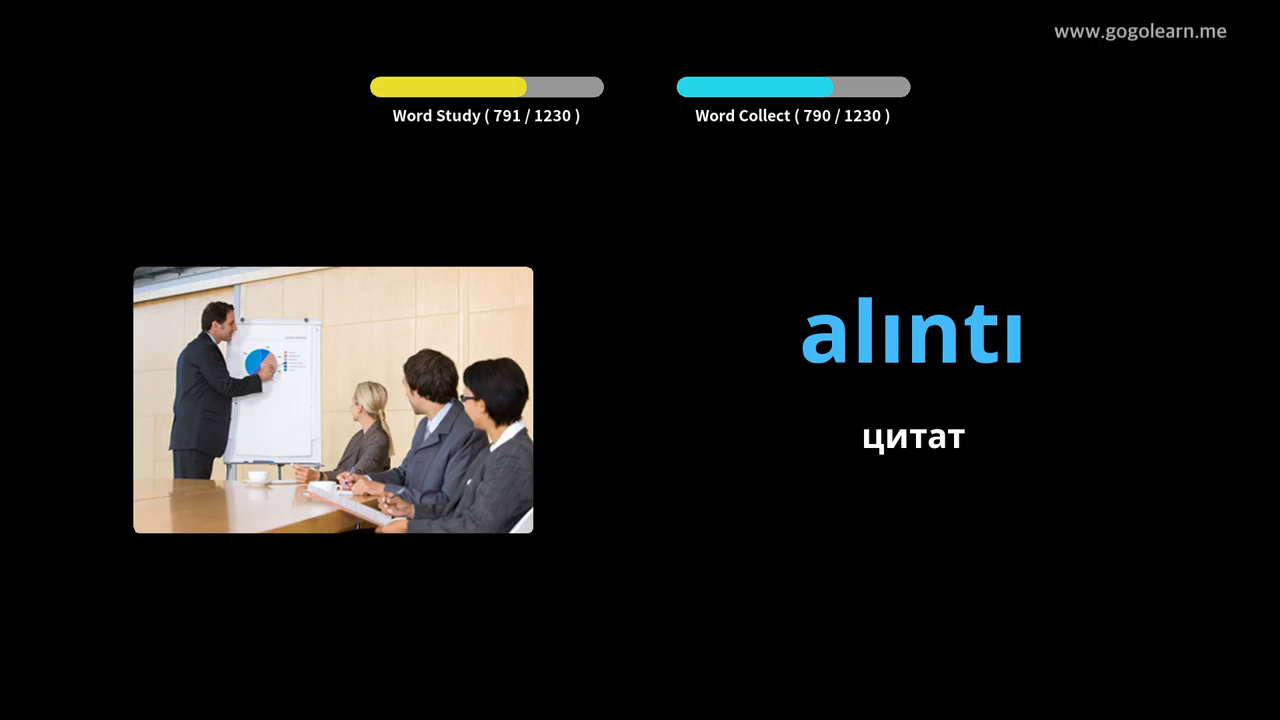 www.gogolearn.me
Word Study ( 791 / 1230 )
Word Collect ( 790 / 1230 )
alıntı
цитат